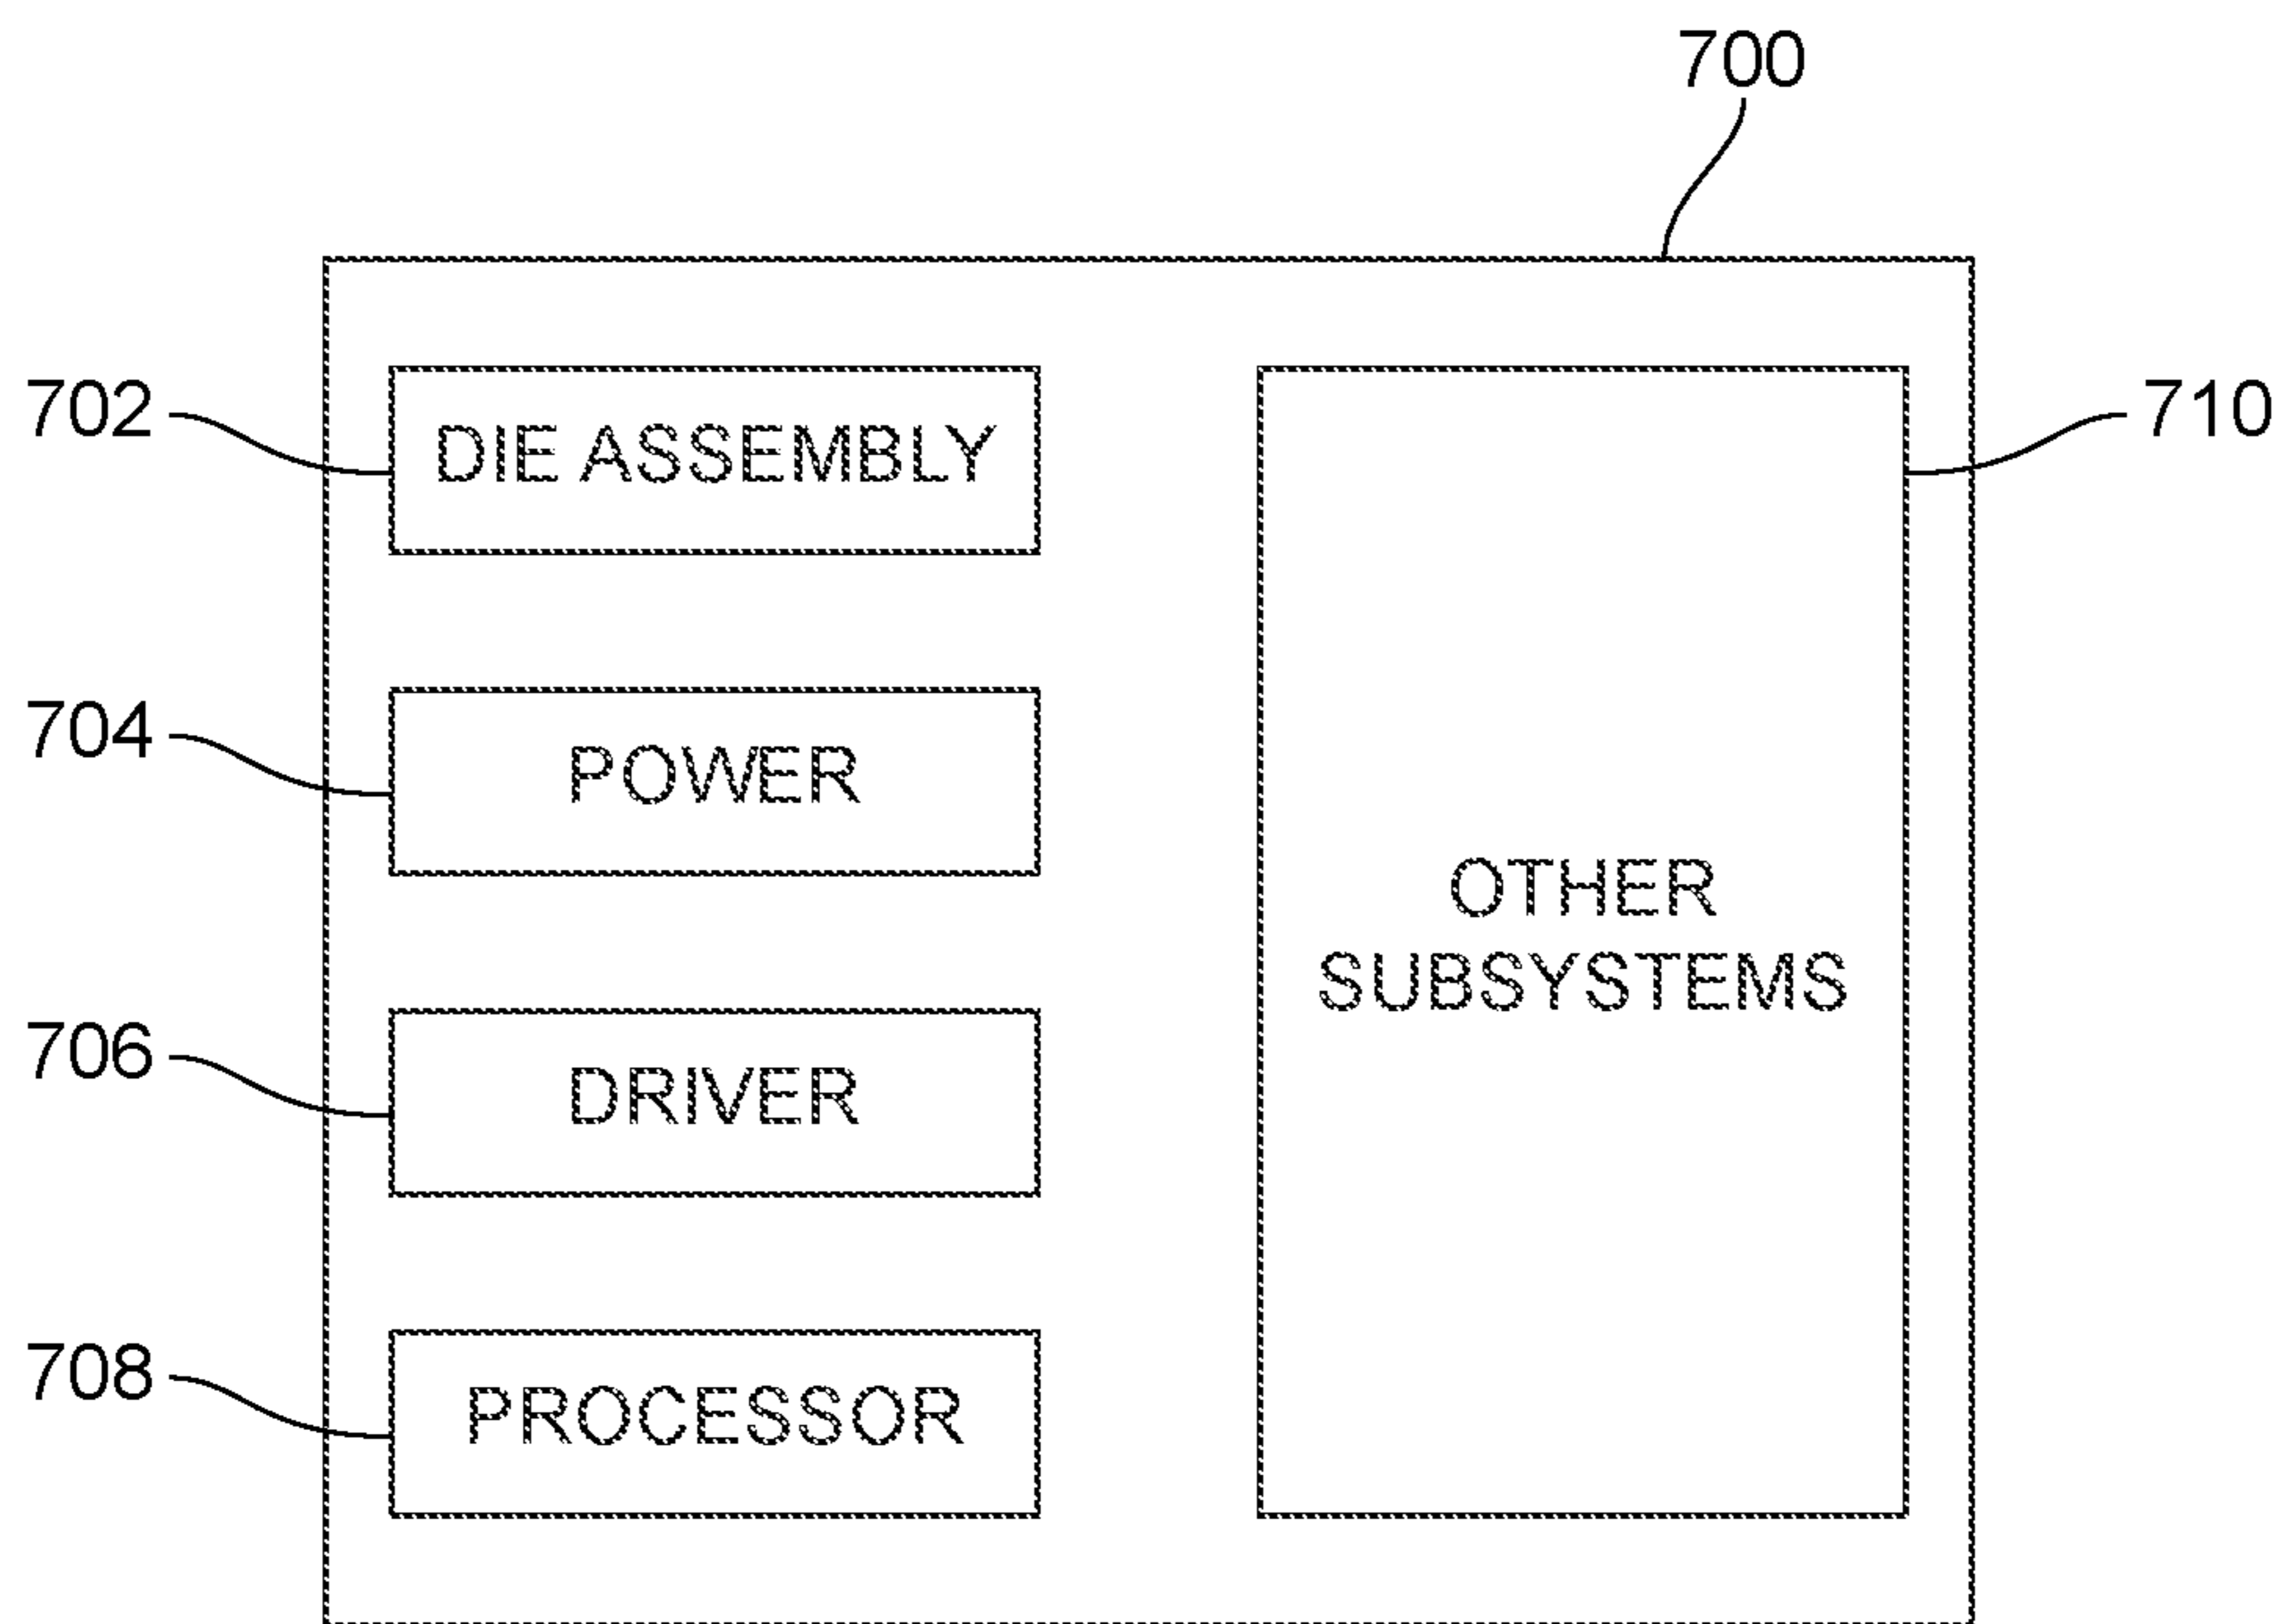 700
702
DIE ASSEMBLY
710
704
POWER
OTHER
SUBSYSTEMS
706
DRIVER
708
PROCESSOR